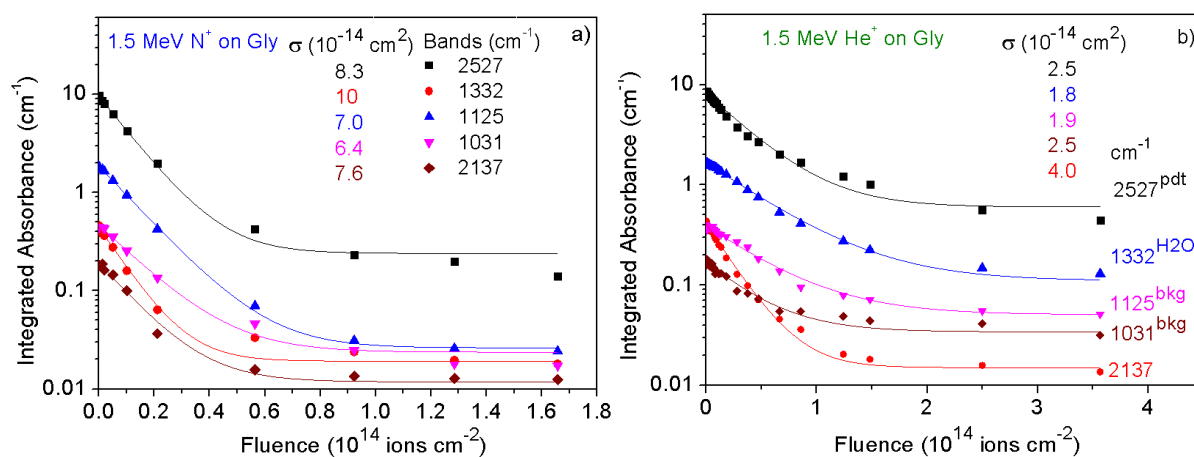 1.5 MeV N⁺ on Gly
σ (10⁻¹⁴ cm²)
Bands (cm⁻¹)
a)
8.3
2527
10
1332
7.0
1125
6.4
1031
7.6
2137
10
1
0.1
0.01
Integrated Absorbance (cm⁻¹)
0.0 0.2 0.4 0.6 0.8 1.0 1.2 1.4 1.6 1.8
Fluence (10¹⁴ ions cm⁻²)
1.5 MeV He⁺ on Gly
σ (10⁻¹⁴ cm²)
b)
2.5
1.8
1.9
2.5
4.0
cm⁻¹
2527ᵖᵈᵗ
1332ᴴ²ᴼ
1125ᵇᵏᵍ
1031ᵇᵏᵍ
2137
10
1
0.1
0.01
Integrated Absorbance (cm⁻¹)
0 1 2 3 4
Fluence (10¹⁴ ions cm⁻²)